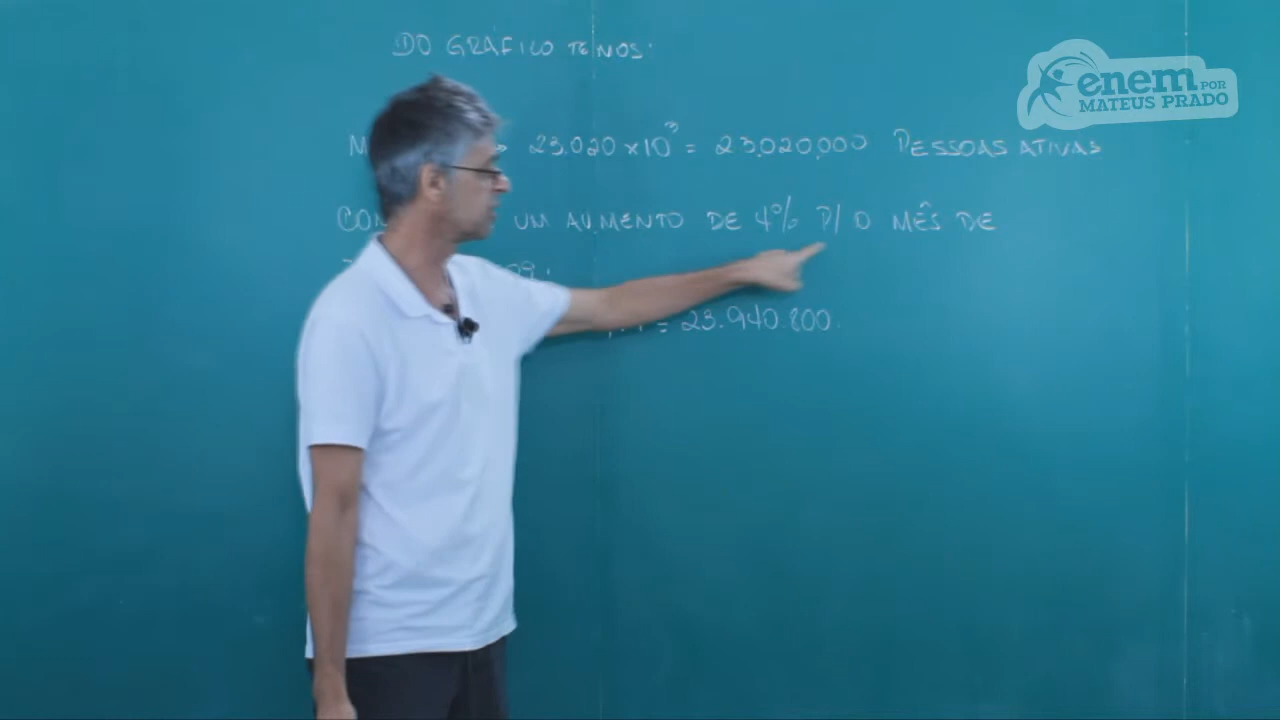 DO GRÁFICO TEMOS:
23.020 x 10³ = 23.020.000 PESSOAS ATIVAS
UM AUMENTO DE 4% P/ O MÊS DE
09:
= 23.940.800.
enem POR
MATEUS PRADO